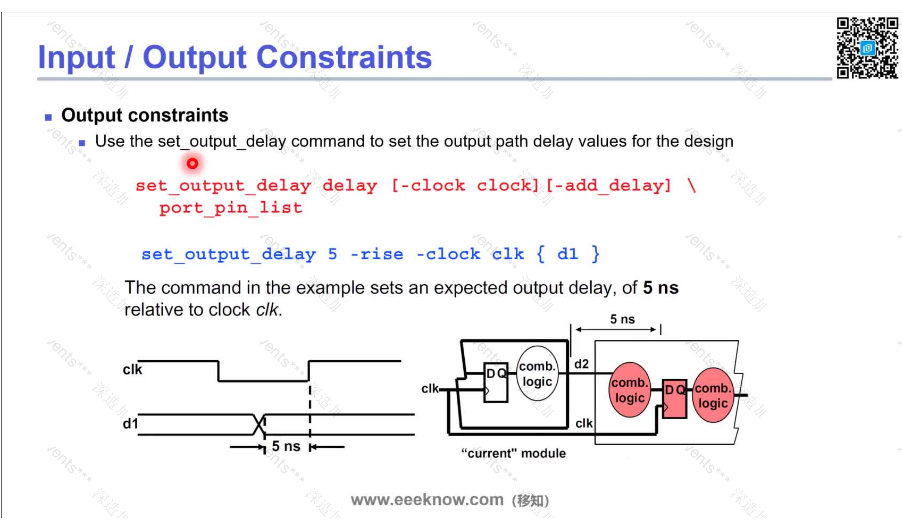 Input / Output Constraints
Output constraints
Use the set_output_delay command to set the output path delay values for the design
set_output_delay delay [-clock clock][-add_delay] \
port_pin_list
set_output_delay 5 -rise -clock clk { d1 }
The command in the example sets an expected output delay, of 5 ns
relative to clock clk.
clk
d1
5 ns
5 ns
D Q
comb.
logic
d2
clk
clk
comb.
logic
D Q
comb.
logic
“current" module
www.eeeknow.com（移知）